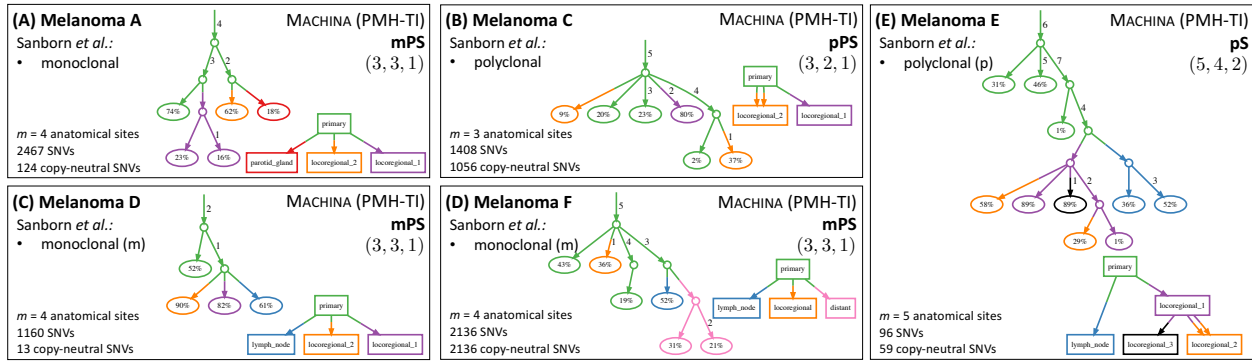 (A) Melanoma A
MACHINA (PMH-TI)
Sanborn et al.:
mPS
• monoclonal
(3, 3, 1)
4
3
2
74%
62%
18%
1
23%
16%
primary
parotid_gland
locoregional_2
locoregional_1
m = 4 anatomical sites
2467 SNVs
124 copy-neutral SNVs
(B) Melanoma C
MACHINA (PMH-TI)
Sanborn et al.:
pPS
• polyclonal
(3, 2, 1)
5
3
2
4
9%
20%
23%
80%
1
2%
37%
primary
locoregional_2
locoregional_1
m = 3 anatomical sites
1408 SNVs
1056 copy-neutral SNVs
(C) Melanoma D
MACHINA (PMH-TI)
Sanborn et al.:
mPS
• monoclonal (m)
(3, 3, 1)
2
1
52%
90%
82%
61%
primary
lymph_node
locoregional_2
locoregional_1
m = 4 anatomical sites
1160 SNVs
13 copy-neutral SNVs
(D) Melanoma F
MACHINA (PMH-TI)
Sanborn et al.:
mPS
• monoclonal (m)
(3, 3, 1)
5
1
4
3
43%
36%
19%
52%
2
31%
21%
primary
lymph_node
locoregional
distant
m = 4 anatomical sites
2136 SNVs
2136 copy-neutral SNVs
(E) Melanoma E
MACHINA (PMH-TI)
Sanborn et al.:
pS
• polyclonal (p)
(5, 4, 2)
6
5
7
31%
46%
4
1%
1
2
3
58%
89%
89%
36%
52%
29%
1%
primary
locoregional_1
lymph_node
locoregional_3
locoregional_2
m = 5 anatomical sites
96 SNVs
59 copy-neutral SNVs